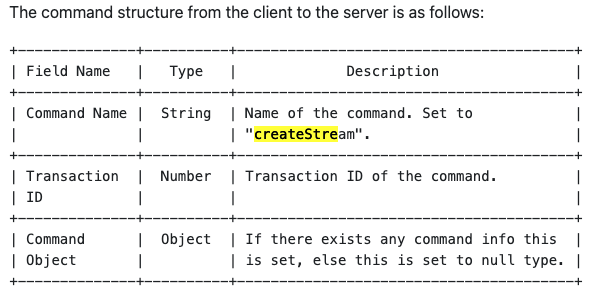 The command structure from the client to the server is as follows:
+--------------+---------+-------------------------------------+
| Field Name | Type | Description |
+--------------+---------+-------------------------------------+
| Command Name | String | Name of the command. Set to |
| | | "createStream". |
+--------------+---------+-------------------------------------+
| Transaction | Number | Transaction ID of the command. |
| ID | | |
+--------------+---------+-------------------------------------+
| Command | Object | If there exists any command info this |
| Object | | is set, else this is set to null type. |
+--------------+---------+-------------------------------------+